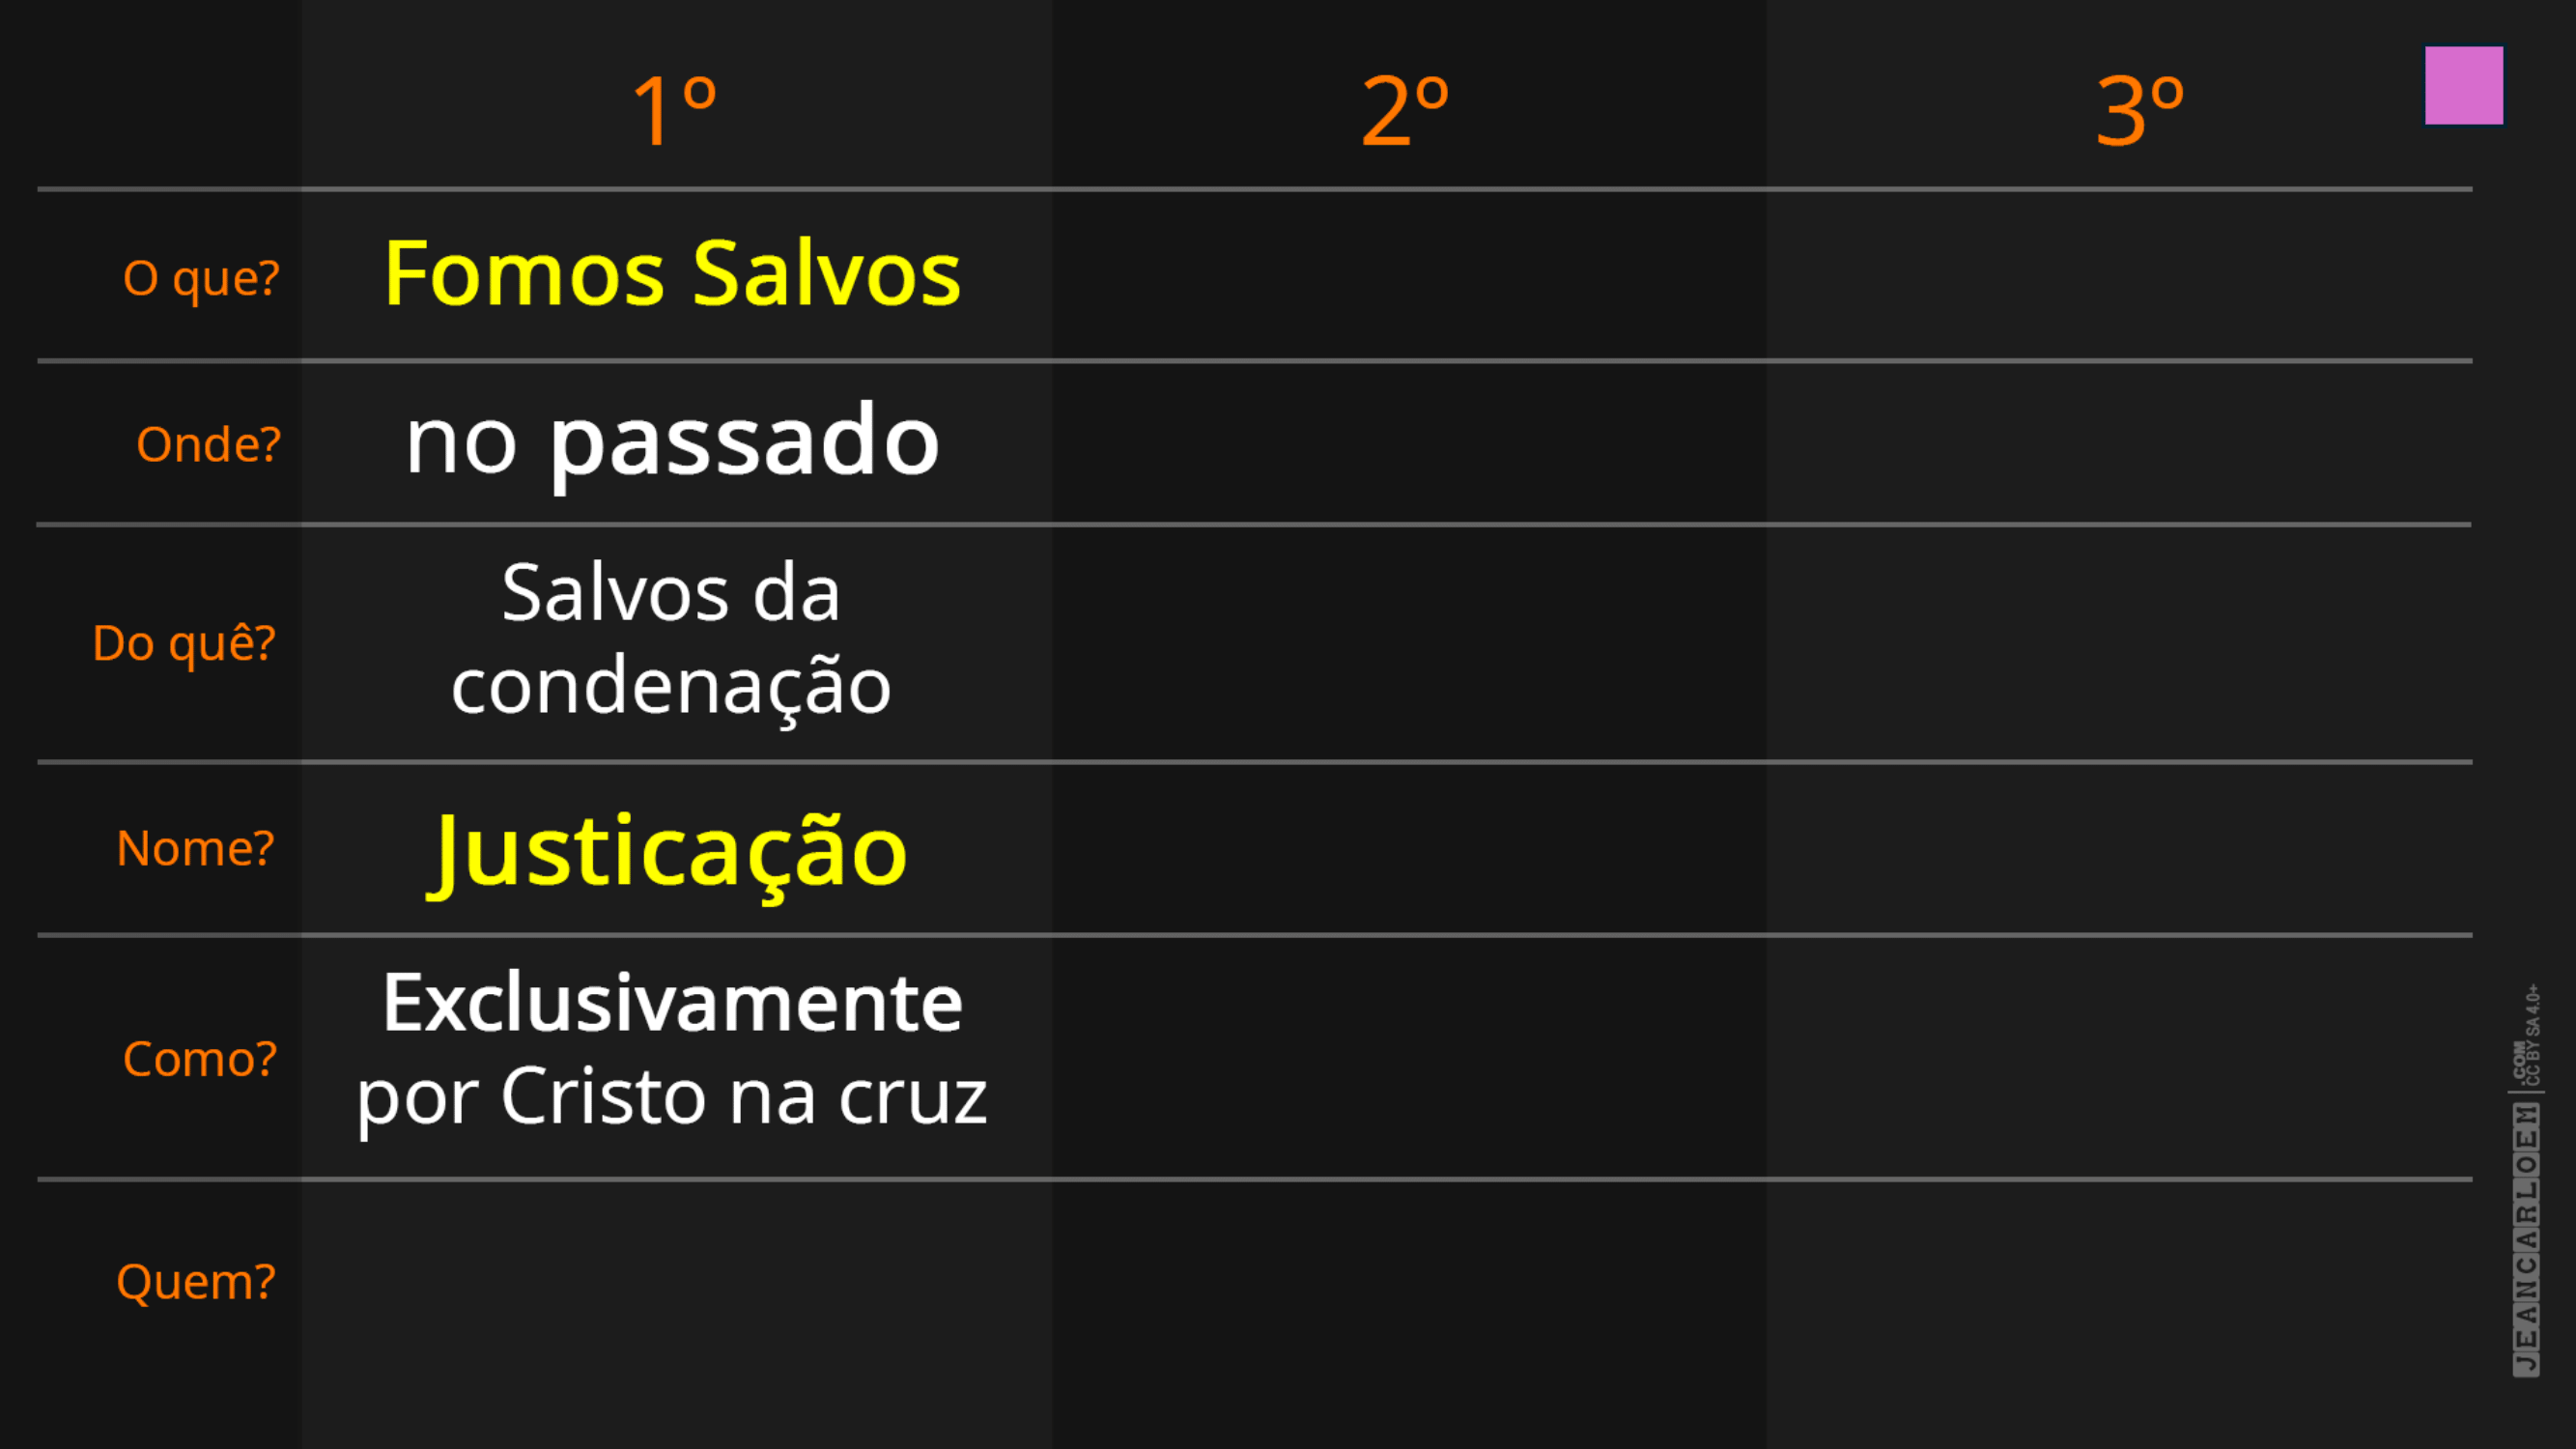 1º 2º 3º
O que? Fomos Salvos
Onde? no passado
Do quê? Salvos da
condenação
Nome? Justicação
Como? Exclusivamente
por Cristo na cruz
Quem?
JEANCARLOEM .COM
CC BY SA 4.0+